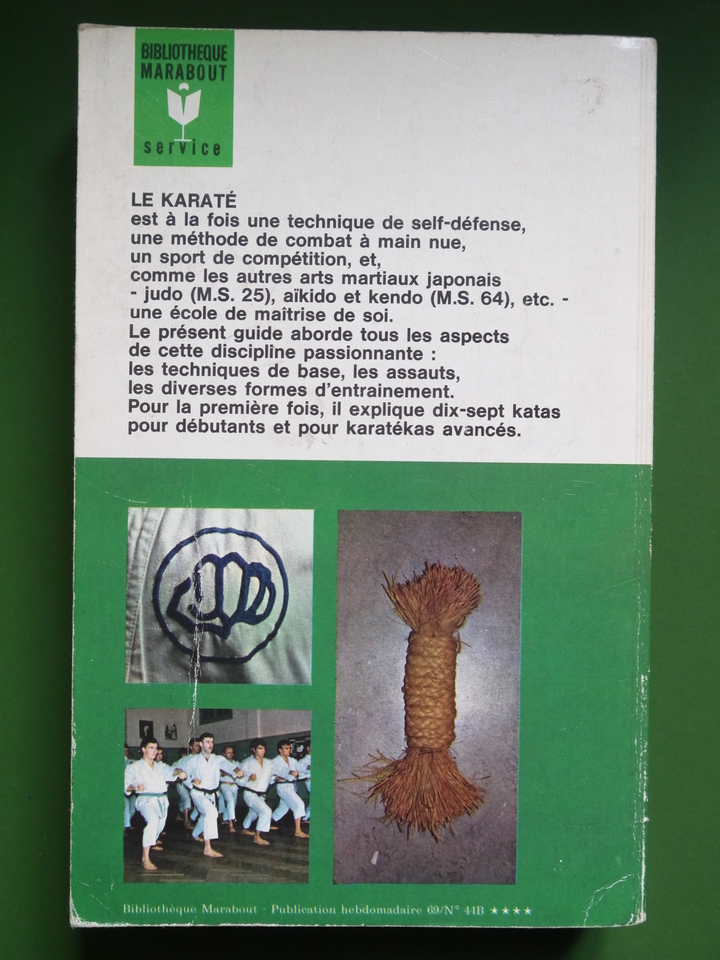 BIBLIOTHEQUE
MARABOUT
service
LE KARATÉ
est à la fois une technique de self-défense,
une méthode de combat à main nue,
un sport de compétition, et,
comme les autres arts martiaux japonais
- judo (M.S. 25), aïkido et kendo (M.S. 64), etc. -
une école de maîtrise de soi.
Le présent guide aborde tous les aspects
de cette discipline passionnante :
les techniques de base, les assauts,
les diverses formes d'entrainement.
Pour la première fois, il explique dix-sept katas
pour débutants et pour karatékas avancés.
Bibliothèque Marabout · Publication hebdomadaire 69/N° 44B ★★★★